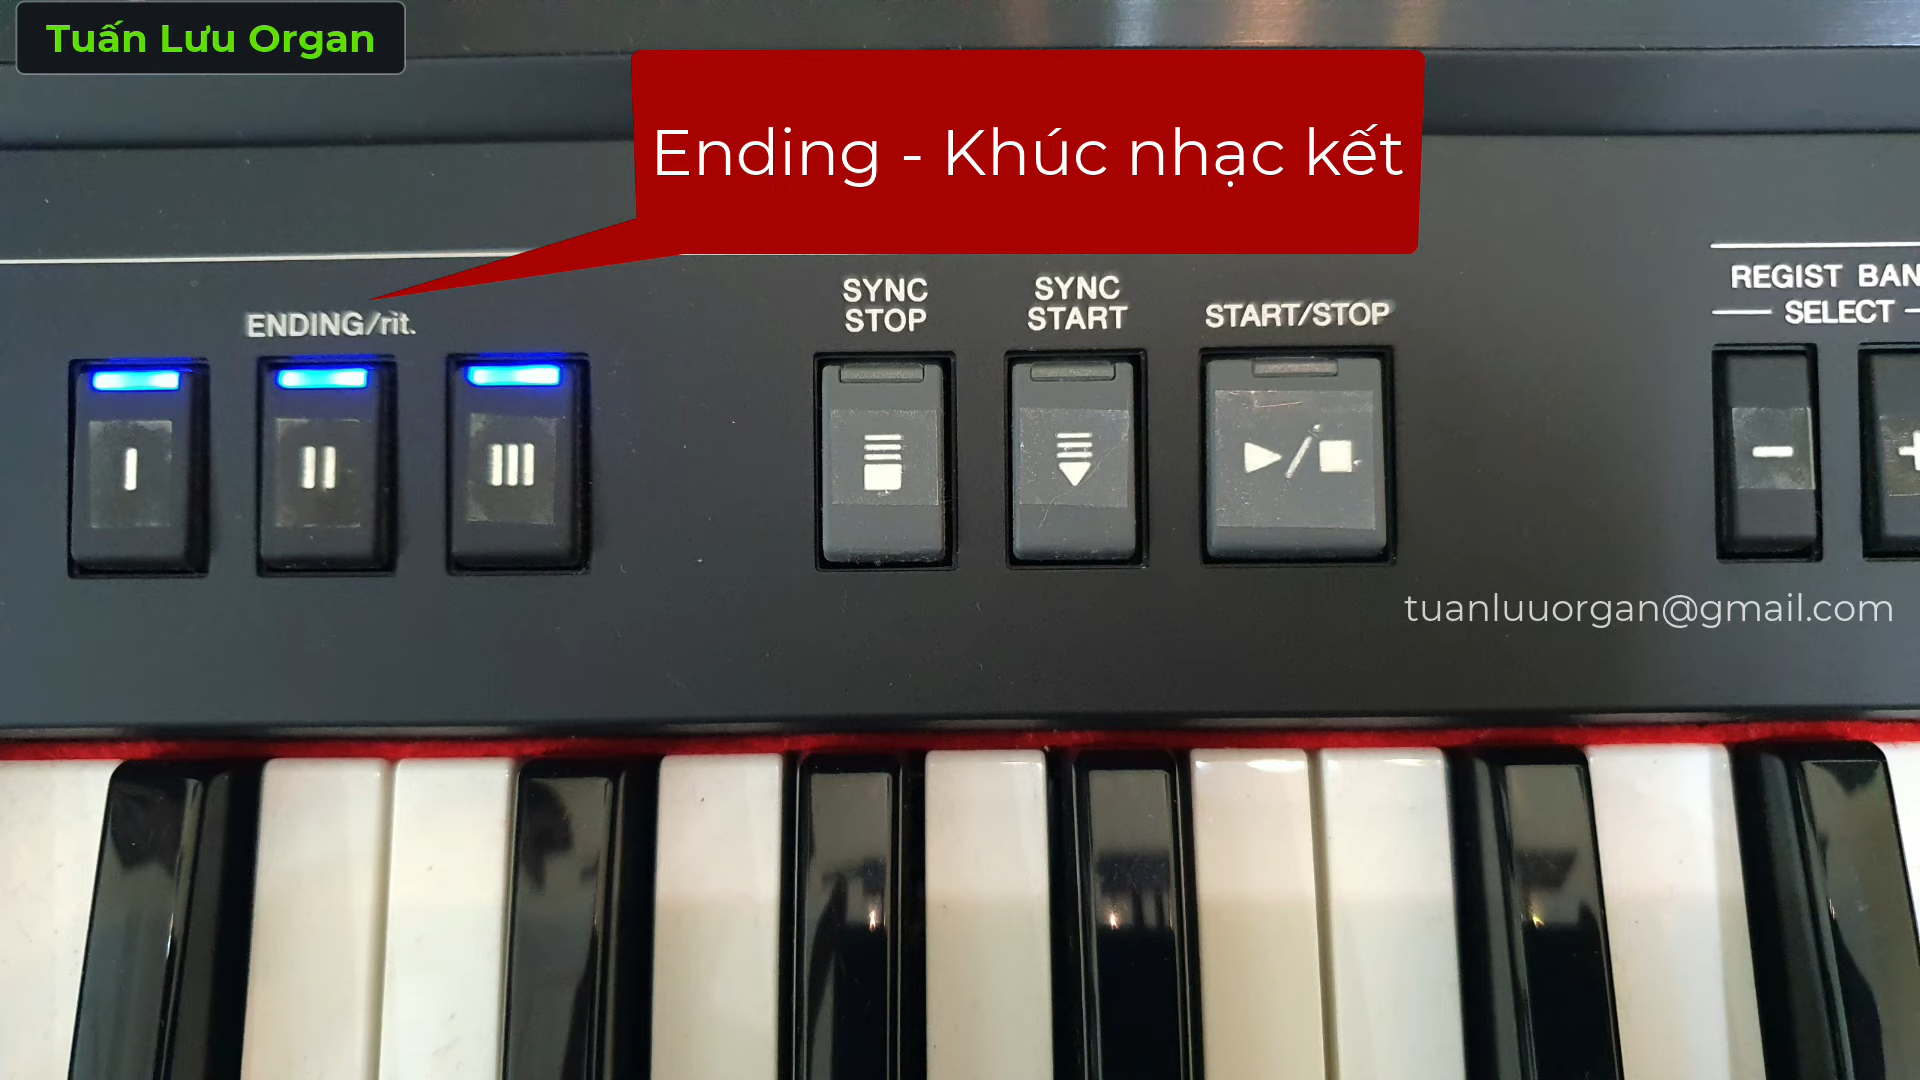 Tuấn Lưu Organ
Ending - Khúc nhạc kết
ENDING/rit.
SYNC
STOP
SYNC
START
START/STOP
REGIST BAN
SELECT
I
II
III
tuanluuorgan@gmail.com